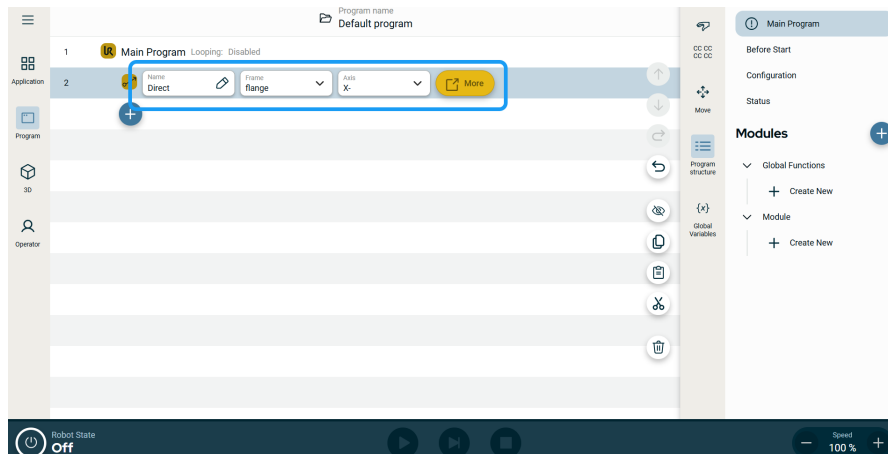 Program name
Default program
Application
Program
3D
Operator
1 UR Main Program Looping: Disabled
2
Name
Direct
Frame
flange
Axis
X-
More
CC CC
CC CC
Move
Program
structure
{x}
Global
Variables
Main Program
Before Start
Configuration
Status
Modules
Global Functions
Create New
Module
Create New
Robot State
Off
Speed
100 %